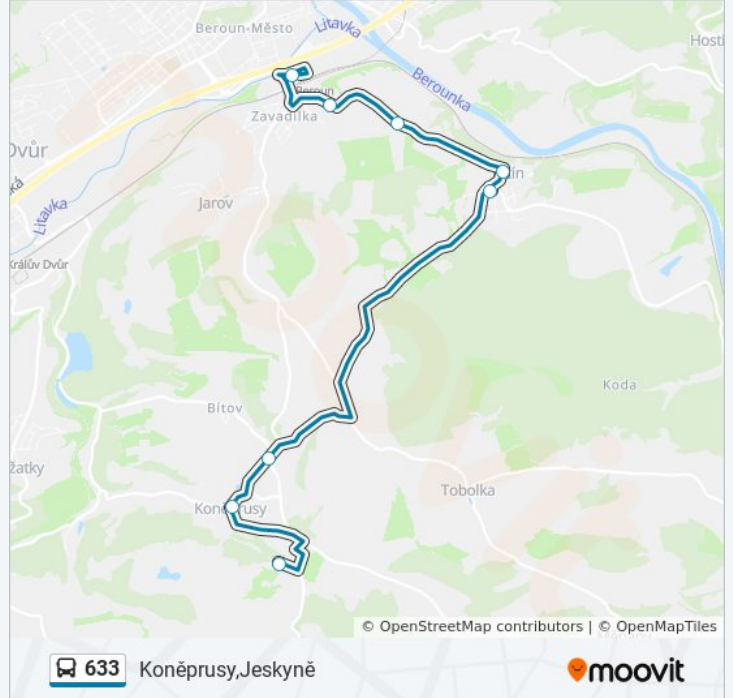 Litavka
Beroun-Město
Hosti
Berounka
Beroun
Zavadilka
Dvůr
ín
Jarov
Litavka
Králův Dvůr
Koda
Bítov
žatky
Tobolka
Koněprusy
© OpenStreetMap contributors | © OpenMapTiles
633 Koněprusy,Jeskyně
moovit